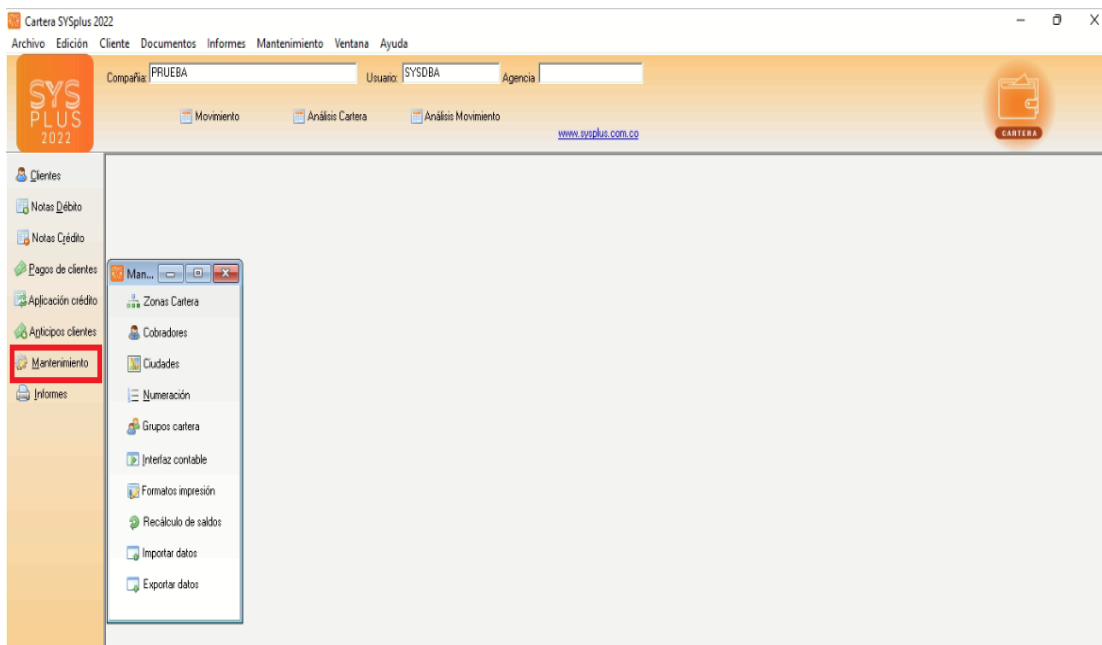 Cartera SYSplus 2022
Archivo Edición Cliente Documentos Informes Mantenimiento Ventana Ayuda
SYS
PLUS
2022
Compañia: PRUEBA Usuario: SYSDBA Agencia
Movimiento Análisis Cartera Análisis Movimiento
www.sysplus.com.co
CARTERA
Clientes
Notas Débito
Notas Crédito
Pagos de clientes
Aplicación crédito
Anticipos clientes
Mantenimiento
Informes
Man...
Zonas Cartera
Cobradores
Ciudades
Numeración
Grupos cartera
Interfaz contable
Formatos impresión
Recálculo de saldos
Importar datos
Exportar datos